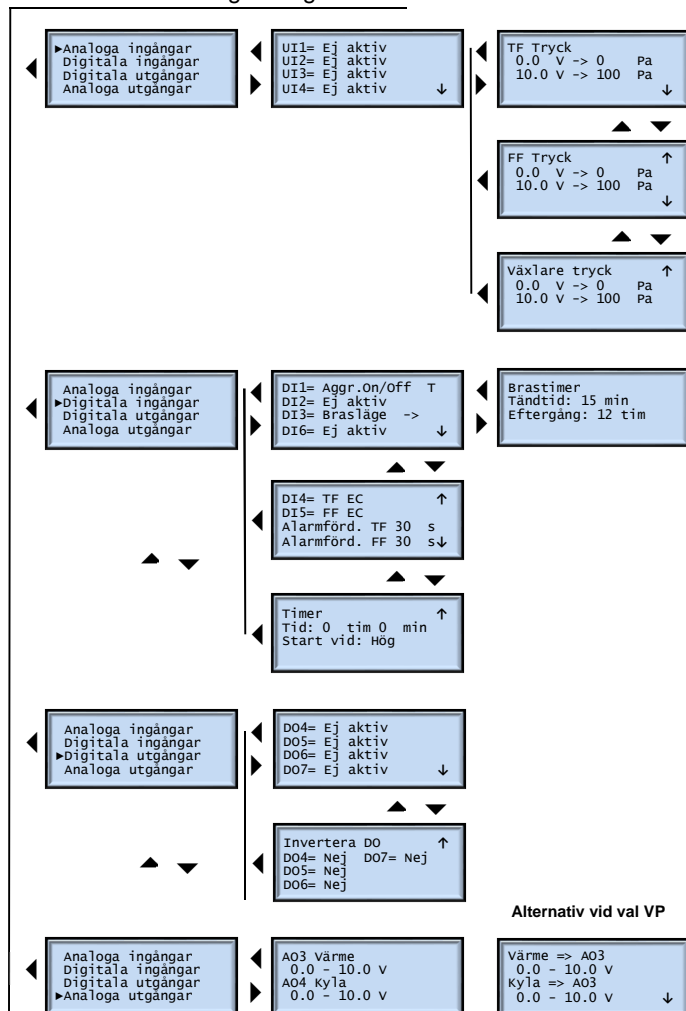 ▶Analoga ingångar
Digitala ingångar
Digitala utgångar
Analoga utgångar
UI1= Ej aktiv
UI2= Ej aktiv
UI3= Ej aktiv
UI4= Ej aktiv ↓
TF Tryck
0.0 V -> 0 Pa
10.0 V -> 100 Pa
↓
FF Tryck ↑
0.0 V -> 0 Pa
10.0 V -> 100 Pa
↓
Växlare tryck ↑
0.0 V -> 0 Pa
10.0 V -> 100 Pa
Analoga ingångar
▶Digitala ingångar
Digitala utgångar
Analoga utgångar
DI1= Aggr.On/Off T
DI2= Ej aktiv
DI3= Brasläge ->
DI6= Ej aktiv ↓
Brastimer
Tändtid: 15 min
Eftergång: 12 tim
DI4= TF EC ↑
DI5= FF EC
Alarmförd. TF 30 s
Alarmförd. FF 30 s↓
Timer ↑
Tid: 0 tim 0 min
Start vid: Hög
Analoga ingångar
Digitala ingångar
▶Digitala utgångar
Analoga utgångar
DO4= Ej aktiv
DO5= Ej aktiv
DO6= Ej aktiv
DO7= Ej aktiv ↓
Invertera DO ↑
DO4= Nej DO7= Nej
DO5= Nej
DO6= Nej
Alternativ vid val VP
Analoga ingångar
Digitala ingångar
Digitala utgångar
▶Analoga utgångar
AO3 Värme
0.0 - 10.0 V
AO4 Kyla
0.0 - 10.0 V
Värme => AO3
0.0 - 10.0 V
Kyla => AO3
0.0 - 10.0 V ↓